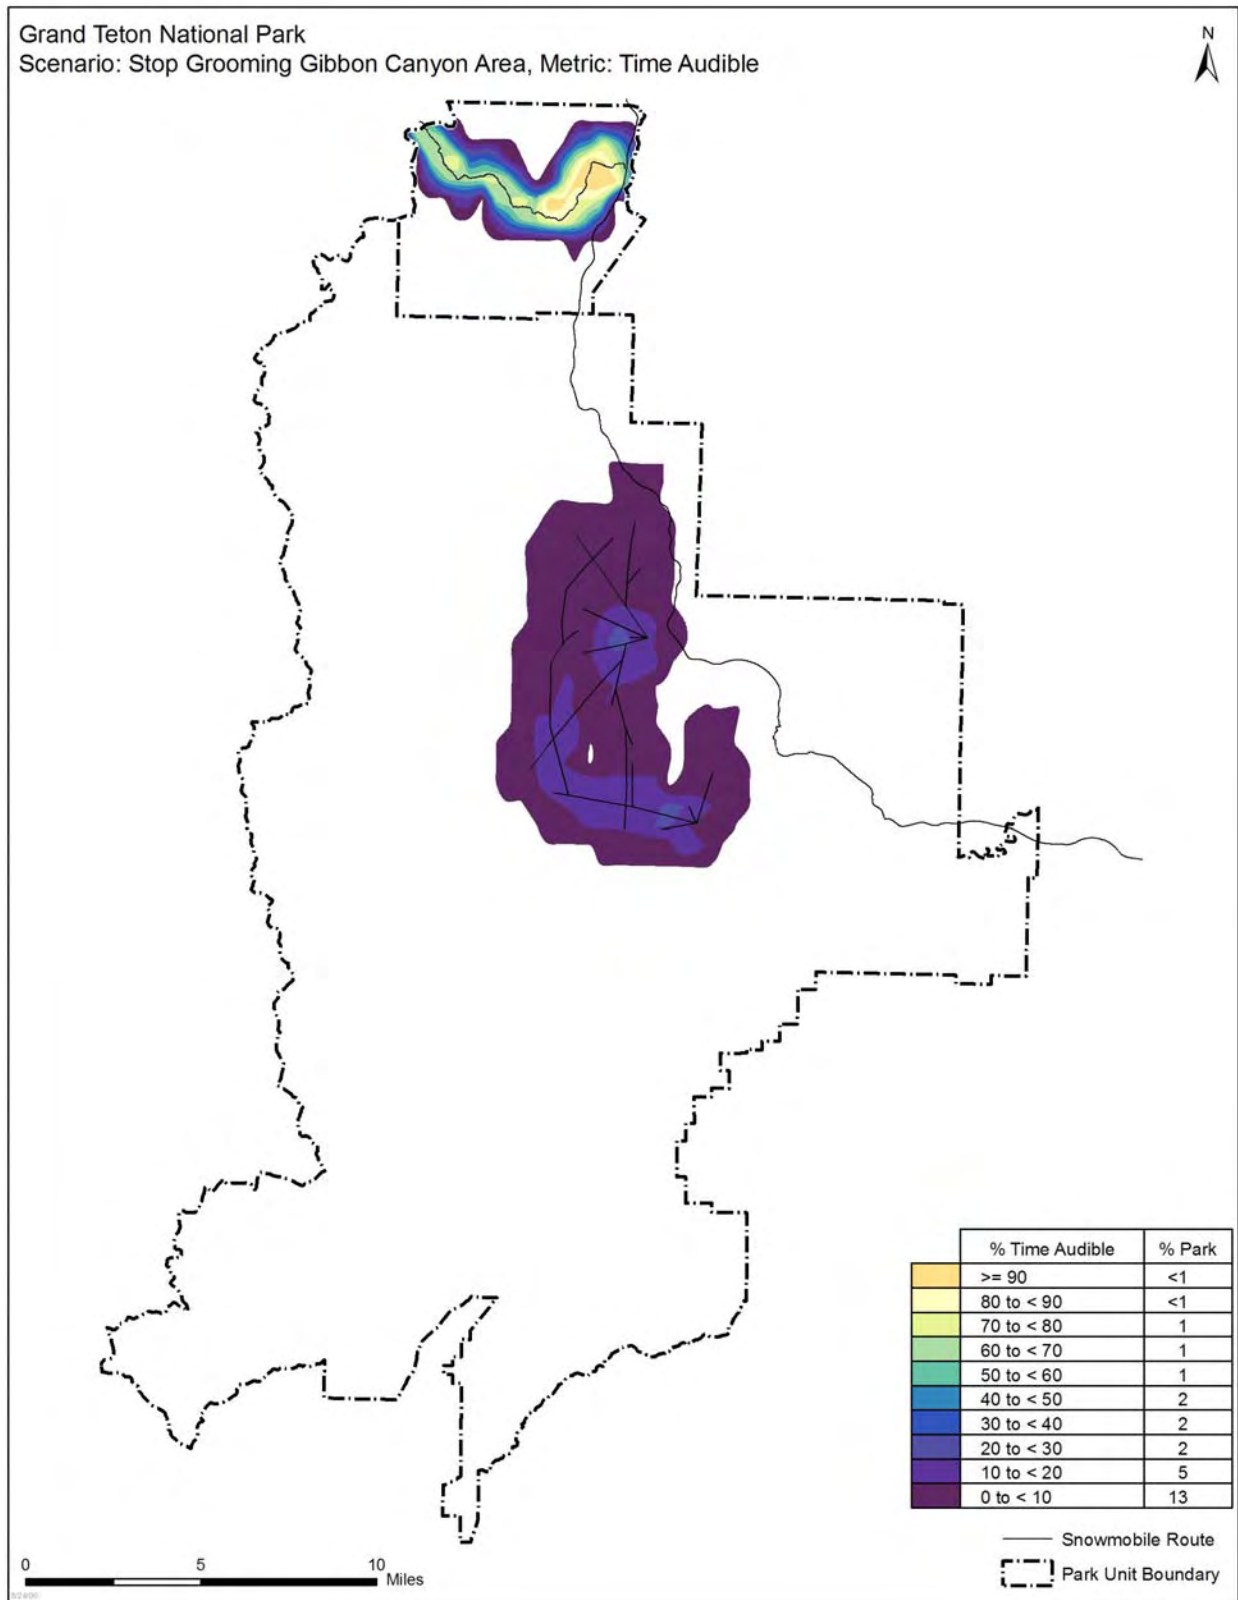 Grand Teton National Park
Scenario: Stop Grooming Gibbon Canyon Area, Metric: Time Audible
N
% Time Audible % Park
>= 90 <1
80 to < 90 <1
70 to < 80 1
60 to < 70 1
50 to < 60 1
40 to < 50 2
30 to < 40 2
20 to < 30 2
10 to < 20 5
0 to < 10 13
Snowmobile Route
Park Unit Boundary
0 5 10
Miles